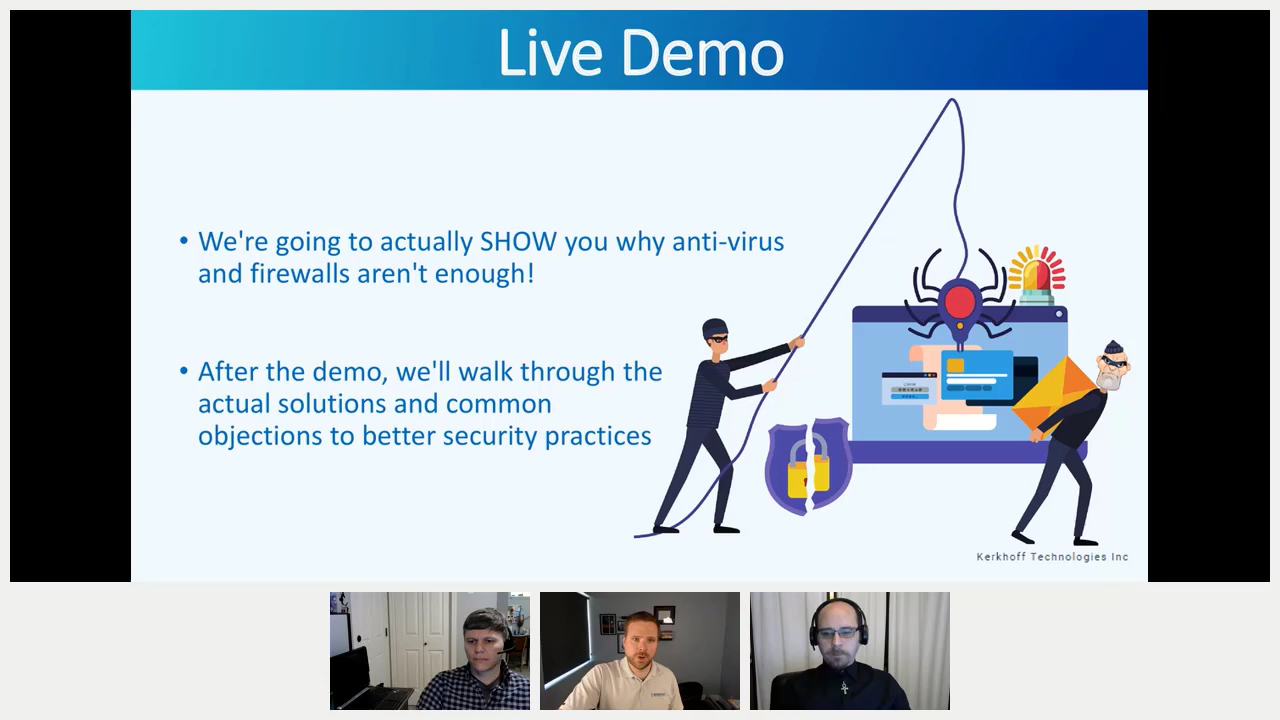 Live Demo
• We're going to actually SHOW you why anti-virus
and firewalls aren't enough!
• After the demo, we'll walk through the
actual solutions and common
objections to better security practices
Kerkhoff Technologies Inc